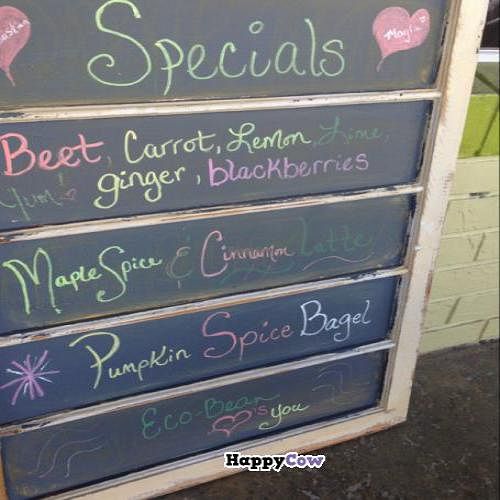 Specials
Beet, Carrot, Lemon, Lime,
Yum! ginger, blackberries
Maple Spice & Cinnamon Latte
Pumpkin Spice Bagel
Eco-Bean
♥'s you
HappyCow